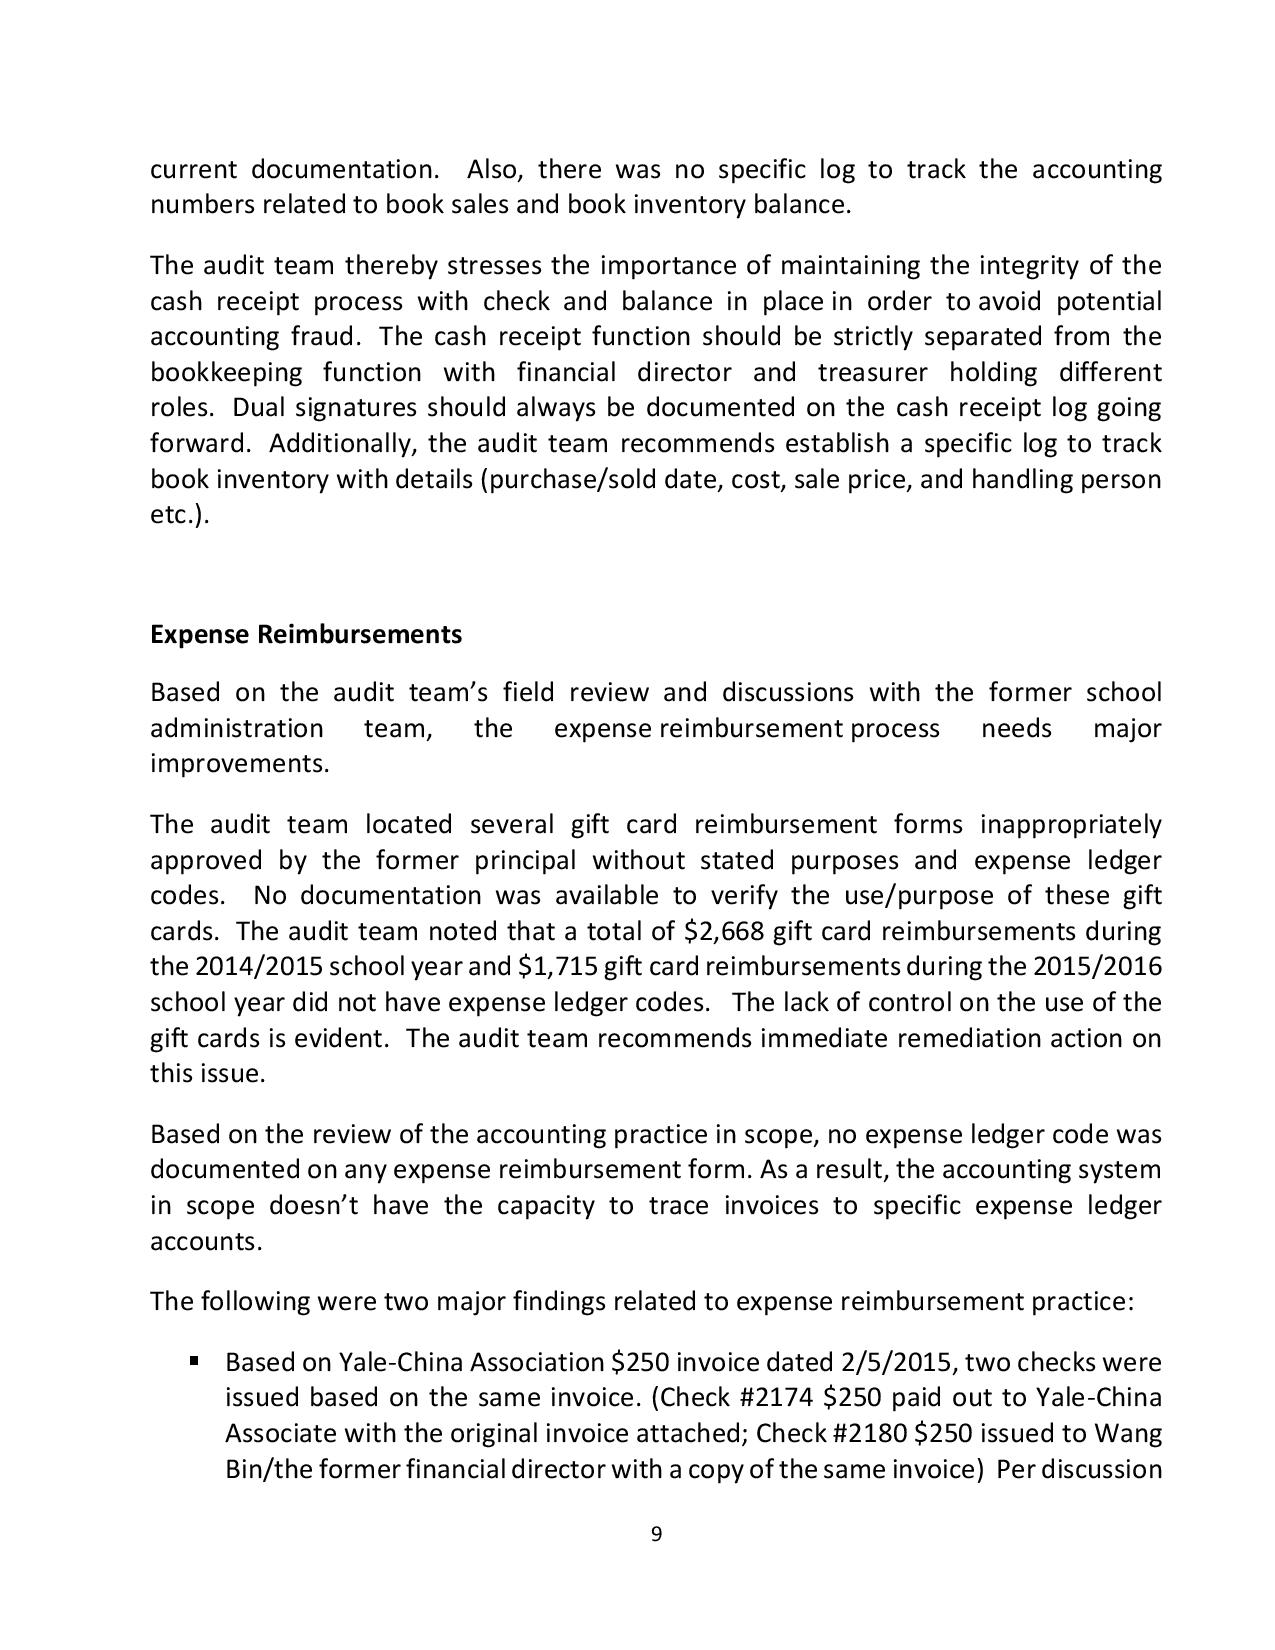 current documentation. Also, there was no specific log to track the accounting
numbers related to book sales and book inventory balance.
The audit team thereby stresses the importance of maintaining the integrity of the
cash receipt process with check and balance in place in order to avoid potential
accounting fraud. The cash receipt function should be strictly separated from the
bookkeeping function with financial director and treasurer holding different
roles. Dual signatures should always be documented on the cash receipt log going
forward. Additionally, the audit team recommends establish a specific log to track
book inventory with details (purchase/sold date, cost, sale price, and handling person
etc.).
Expense Reimbursements
Based on the audit team’s field review and discussions with the former school
administration team, the expense reimbursement process needs major
improvements.
The audit team located several gift card reimbursement forms inappropriately
approved by the former principal without stated purposes and expense ledger
codes. No documentation was available to verify the use/purpose of these gift
cards. The audit team noted that a total of $2,668 gift card reimbursements during
the 2014/2015 school year and $1,715 gift card reimbursements during the 2015/2016
school year did not have expense ledger codes. The lack of control on the use of the
gift cards is evident. The audit team recommends immediate remediation action on
this issue.
Based on the review of the accounting practice in scope, no expense ledger code was
documented on any expense reimbursement form. As a result, the accounting system
in scope doesn’t have the capacity to trace invoices to specific expense ledger
accounts.
The following were two major findings related to expense reimbursement practice:
▪ Based on Yale-China Association $250 invoice dated 2/5/2015, two checks were
issued based on the same invoice. (Check #2174 $250 paid out to Yale-China
Associate with the original invoice attached; Check #2180 $250 issued to Wang
Bin/the former financial director with a copy of the same invoice) Per discussion
9